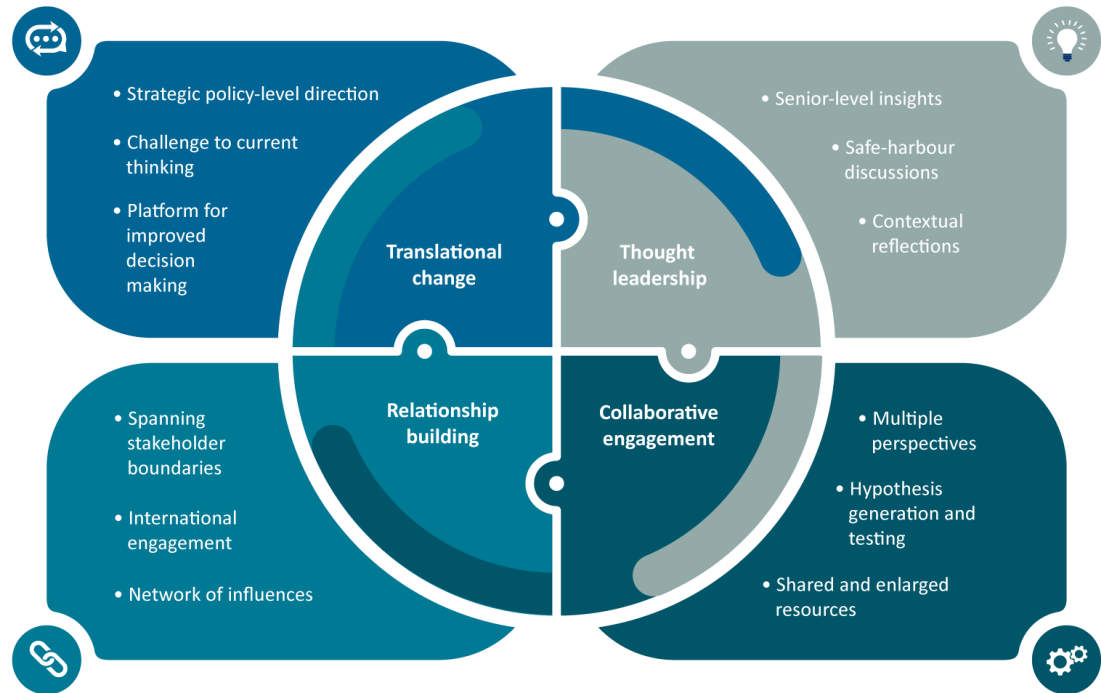 • Strategic policy-level direction
• Challenge to current
thinking
• Platform for
improved
decision
making
Translational
change
• Senior-level insights
• Safe-harbour
discussions
• Contextual
reflections
Thought
leadership
• Spanning
stakeholder
boundaries
• International
engagement
• Network of influences
Relationship
building
Collaborative
engagement
• Multiple
perspectives
• Hypothesis
generation and
testing
• Shared and enlarged
resources